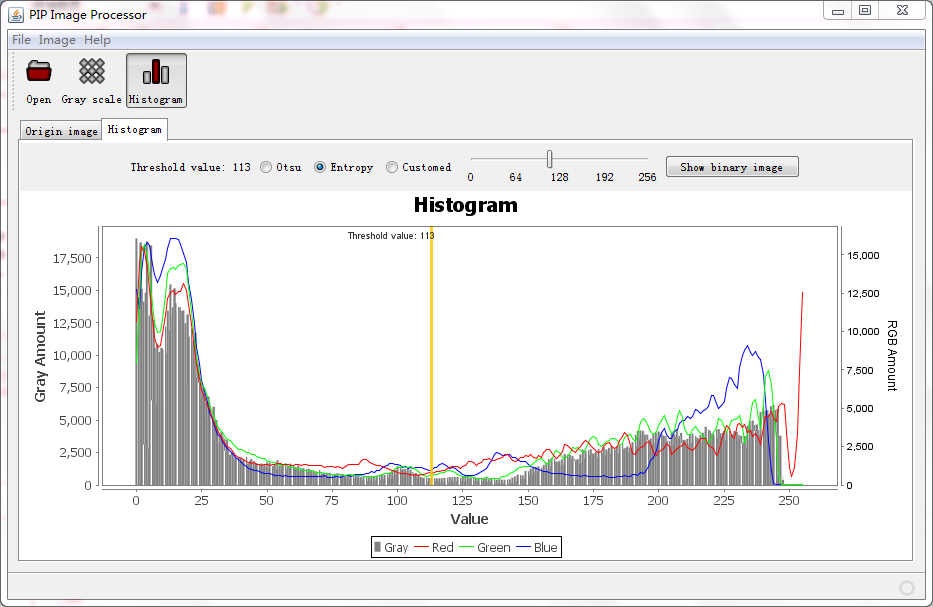 PIP Image Processor
File Image Help
Open Gray scale Histogram
Origin image Histogram
Threshold value: 113 Otsu Entropy Customed
0 64 128 192 256
Show binary image
Histogram
Threshold value: 113
17,500
15,000
12,500
10,000
7,500
5,000
2,500
0
Gray Amount
15,000
12,500
10,000
7,500
5,000
2,500
0
RGB Amount
0 25 50 75 100 125 150 175 200 225 250
Value
Gray Red Green Blue